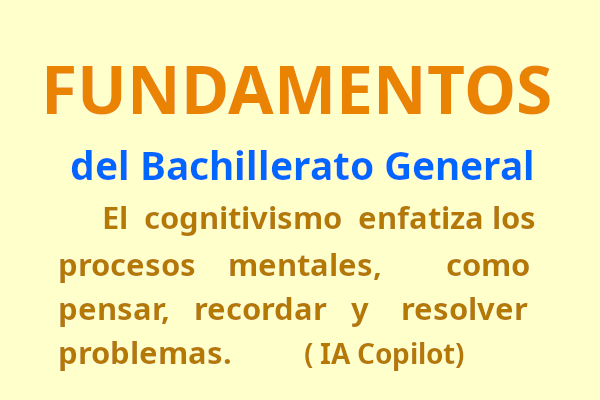 FUNDAMENTOS
del Bachillerato General
El cognitivismo enfatiza los
procesos mentales, como
pensar, recordar y resolver
problemas. ( IA Copilot)